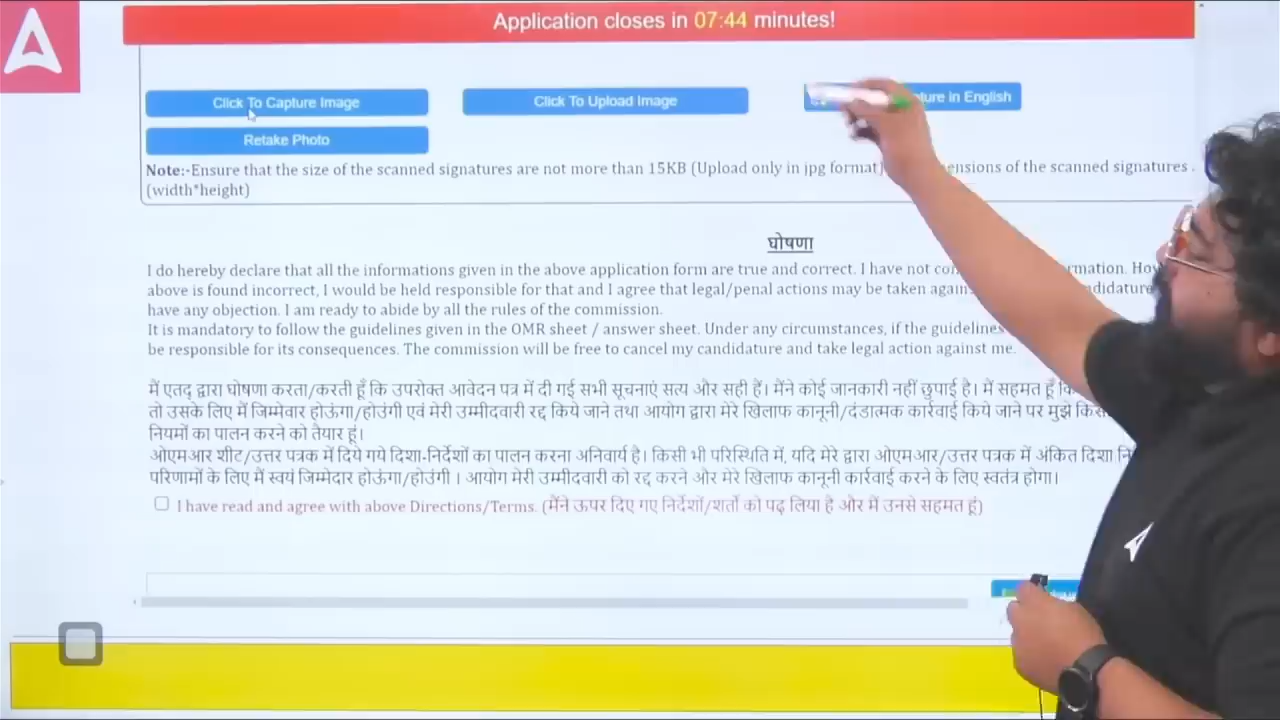 Application closes in 07:44 minutes!
Click To Capture Image
Click To Upload Image
ture in English
Retake Photo
Note:-Ensure that the size of the scanned signatures are not more than 15KB (Upload only in jpg format) ensions of the scanned signatures .
(width*height)
घोषणा
I do hereby declare that all the informations given in the above application form are true and correct. I have not con rmation. How
above is found incorrect, I would be held responsible for that and I agree that legal/penal actions may be taken again ndidature
have any objection. I am ready to abide by all the rules of the commission.
It is mandatory to follow the guidelines given in the OMR sheet / answer sheet. Under any circumstances, if the guidelines
be responsible for its consequences. The commission will be free to cancel my candidature and take legal action against me.
मैं एतद् द्वारा घोषणा करता/करती हूँ कि उपरोक्त आवेदन पत्र में दी गई सभी सूचनाएं सत्य और सही हैं। मैंने कोई जानकारी नहीं छुपाई है। मैं सहमत हूँ कि
तो उसके लिए मैं जिम्मेवार होऊंगा/होउंगी एवं मेरी उम्मीदवारी रद्द किये जाने तथा आयोग द्वारा मेरे खिलाफ कानूनी/दंडात्मक कार्रवाई किये जाने पर मुझे किस
नियमों का पालन करने को तैयार हूं।
ओएमआर शीट/उत्तर पत्रक में दिये गये दिशा-निर्देशों का पालन करना अनिवार्य है। किसी भी परिस्थिति में, यदि मेरे द्वारा ओएमआर/उत्तर पत्रक में अंकित दिशा नि
परिणामों के लिए मैं स्वयं जिम्मेदार होऊंगा/होउंगी । आयोग मेरी उम्मीदवारी को रद्द करने और मेरे खिलाफ कानूनी कार्रवाई करने के लिए स्वतंत्र होगा।
I have read and agree with above Directions/Terms. (मैंने ऊपर दिए गए निर्देशों/शर्तो को पढ़ लिया है और मैं उनसे सहमत हूं)